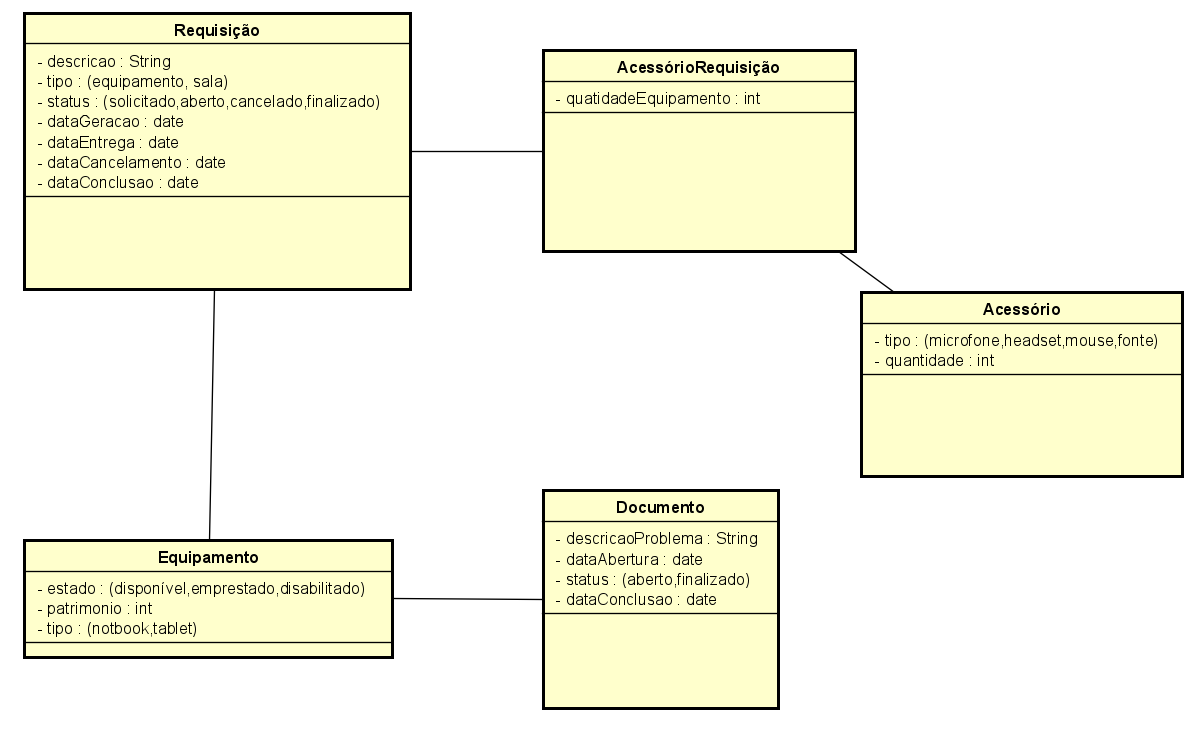 Requisição
- descricao : String
- tipo : (equipamento, sala)
- status : (solicitado,aberto,cancelado,finalizado)
- dataGeracao : date
- dataEntrega : date
- dataCancelamento : date
- dataConclusao : date
AcessórioRequisição
- quatidadeEquipamento : int
Acessório
- tipo : (microfone,headset,mouse,fonte)
- quantidade : int
Equipamento
- estado : (disponível,emprestado,disabilitado)
- patrimonio : int
- tipo : (notbook,tablet)
Documento
- descricaoProblema : String
- dataAbertura : date
- status : (aberto,finalizado)
- dataConclusao : date